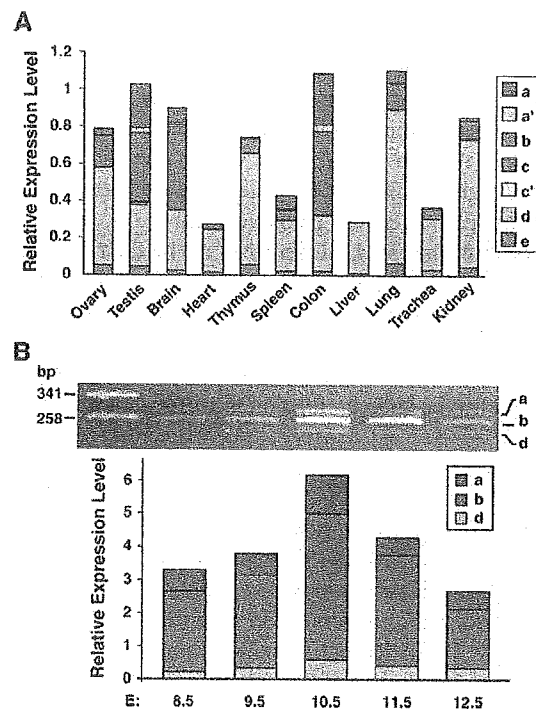 A
Relative Expression Level
1.2
1
0.8
0.6
0.4
0.2
0
Ovary
Testis
Brain
Heart
Thymus
Spleen
Colon
Liver
Lung
Trachea
Kidney
a
a'
b
c
c'
d
e
B
bp
341
258
a
b
d
Relative Expression Level
6
5
4
3
2
1
0
a
b
d
E: 8.5 9.5 10.5 11.5 12.5